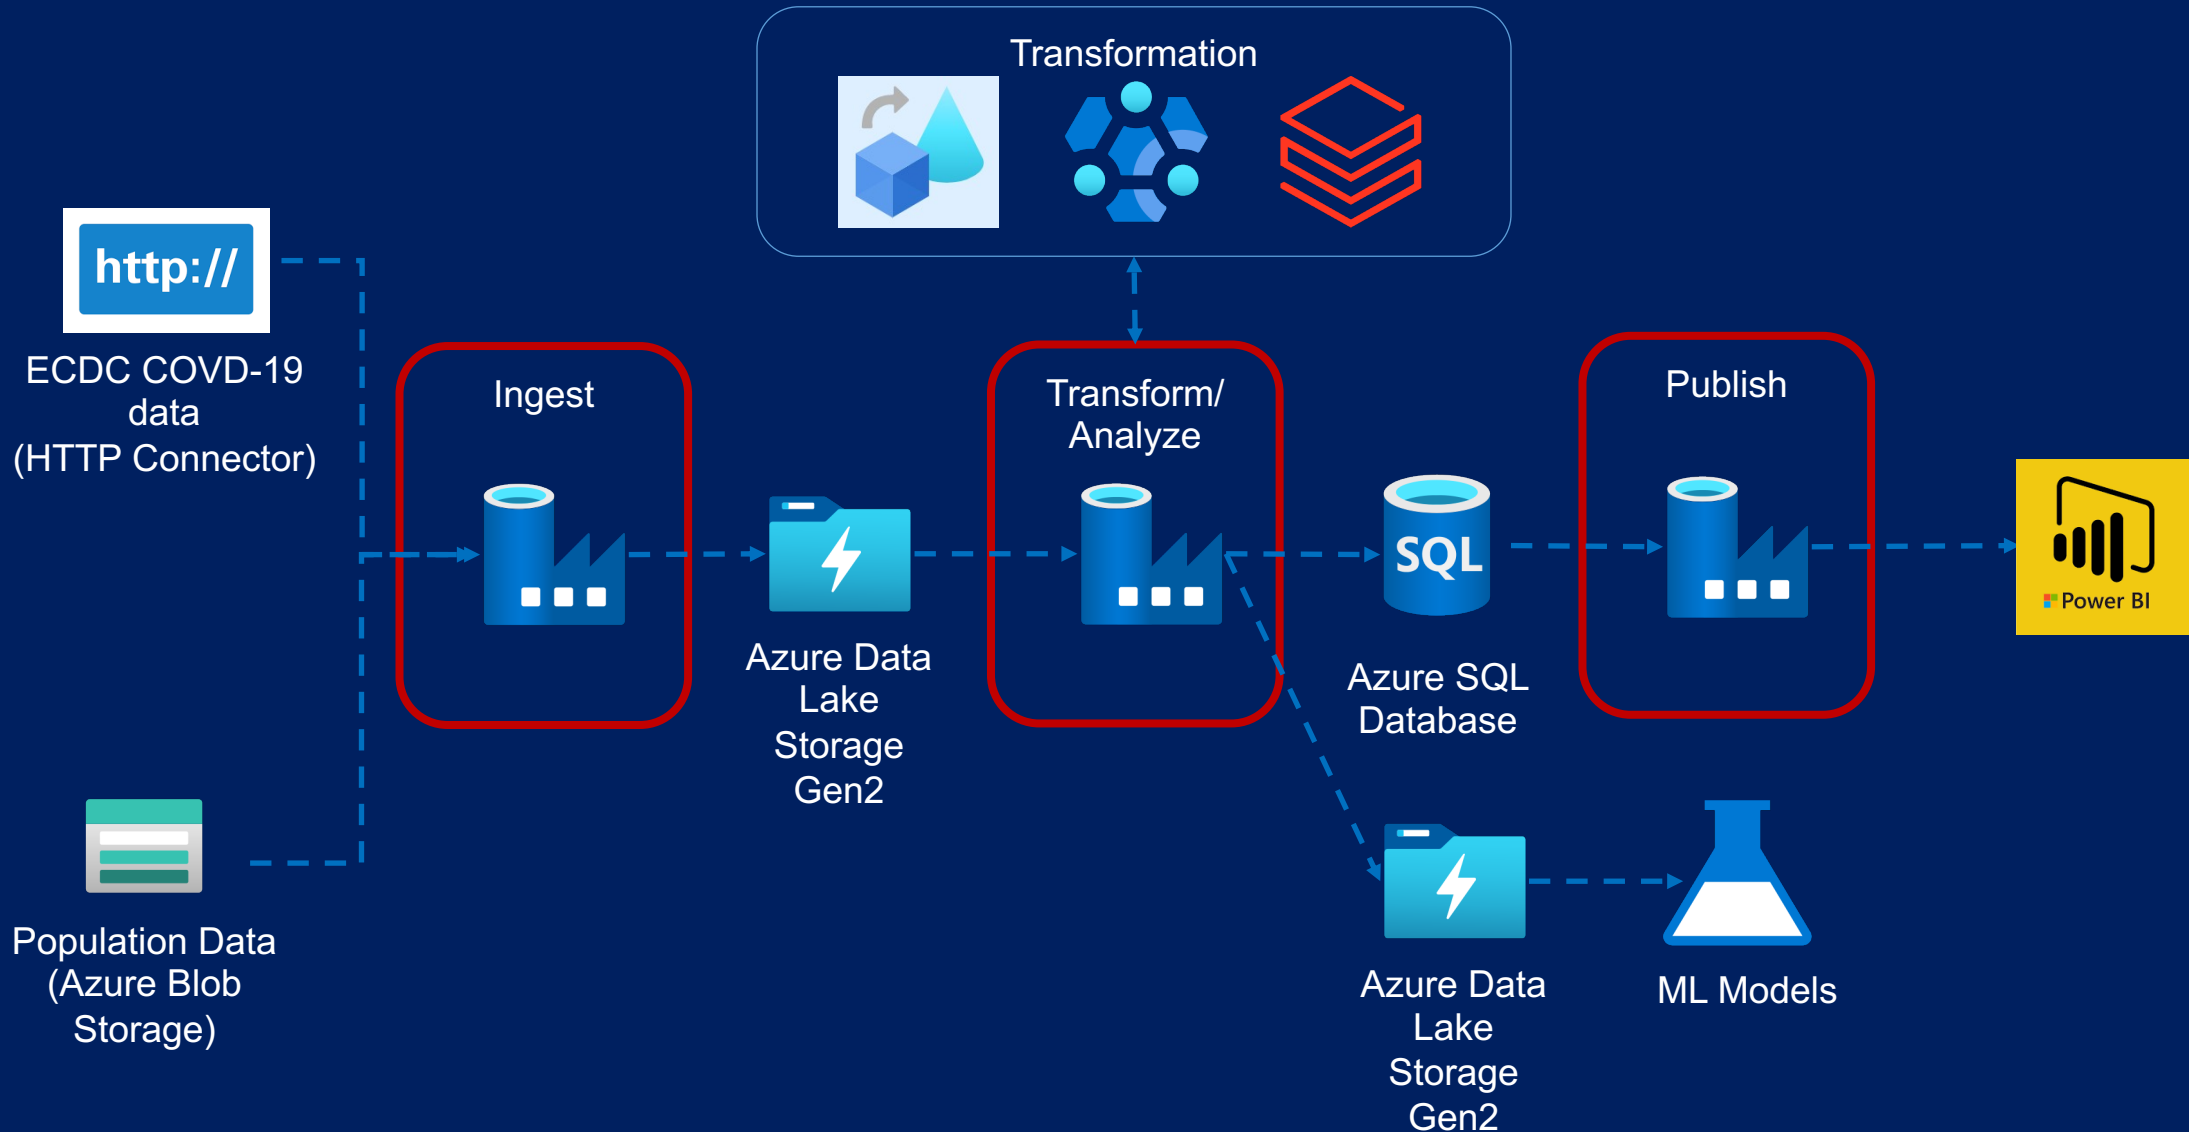 Transformation
http://
ECDC COVD-19
data
(HTTP Connector)
Ingest
Transform/
Analyze
Publish
SQL
Power BI
Azure Data
Lake
Storage
Gen2
Azure SQL
Database
Population Data
(Azure Blob
Storage)
Azure Data
Lake
Storage
Gen2
ML Models